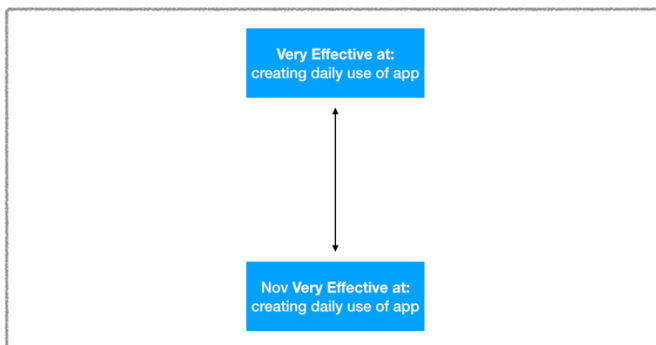 Very Effective at:
creating daily use of app
Nov Very Effective at:
creating daily use of app